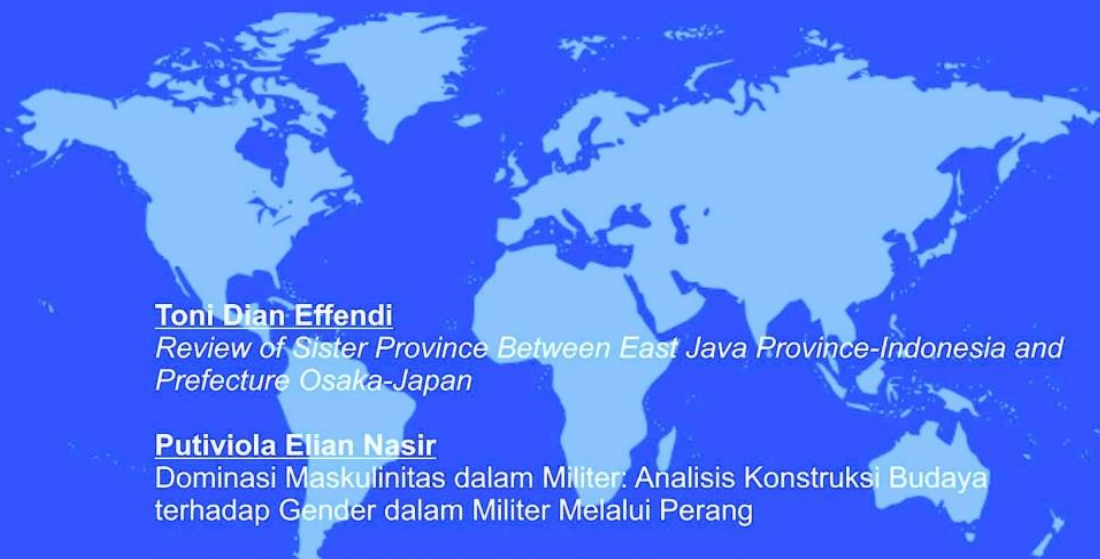 Toni Dian Effendi
Review of Sister Province Between East Java Province-Indonesia and
Prefecture Osaka-Japan
Putiviola Elian Nasir
Dominasi Maskulinitas dalam Militer: Analisis Konstruksi Budaya
terhadap Gender dalam Militer Melalui Perang